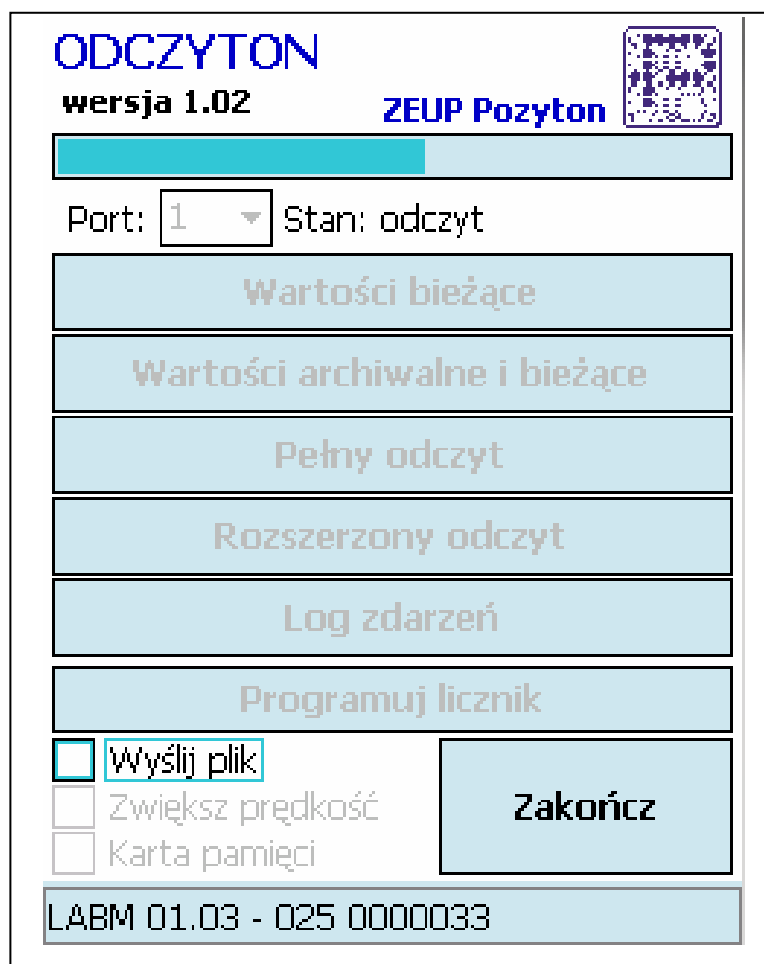 ODCZYTON
wersja 1.02
ZEUP Pozyton
Port: 1 Stan: odczyt
Wartości bieżące
Wartości archiwalne i bieżące
Pełny odczyt
Rozszerzony odczyt
Log zdarzeń
Programuj licznik
Wyślij plik
Zwiększ prędkość
Karta pamięci
Zakończ
LABM 01.03 - 025 0000033